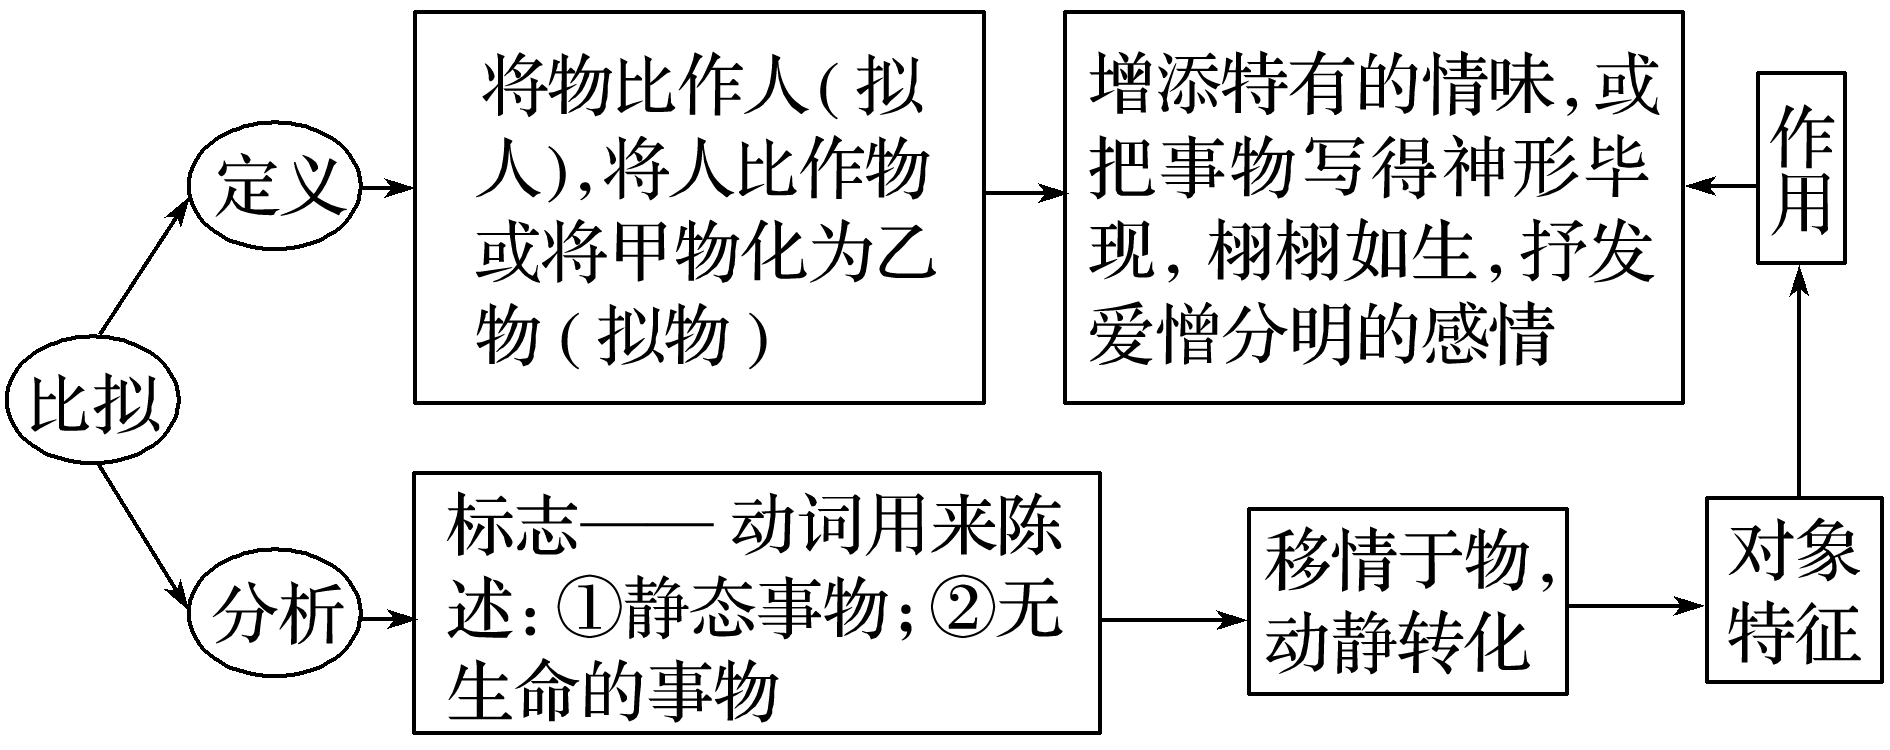 比拟
定义
将物比作人(拟
人),将人比作物
或将甲物化为乙
物(拟物)
增添特有的情味,或
把事物写得神形毕
现,栩栩如生,抒发
爱憎分明的感情
作
用
分析
标志——动词用来陈
述:①静态事物;②无
生命的事物
移情于物,
动静转化
对象
特征